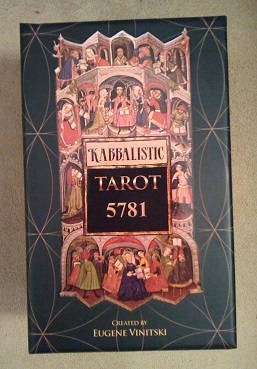 KABBALISTIC
TAROT
5781
CREATED BY
EUGENE VINITSKI